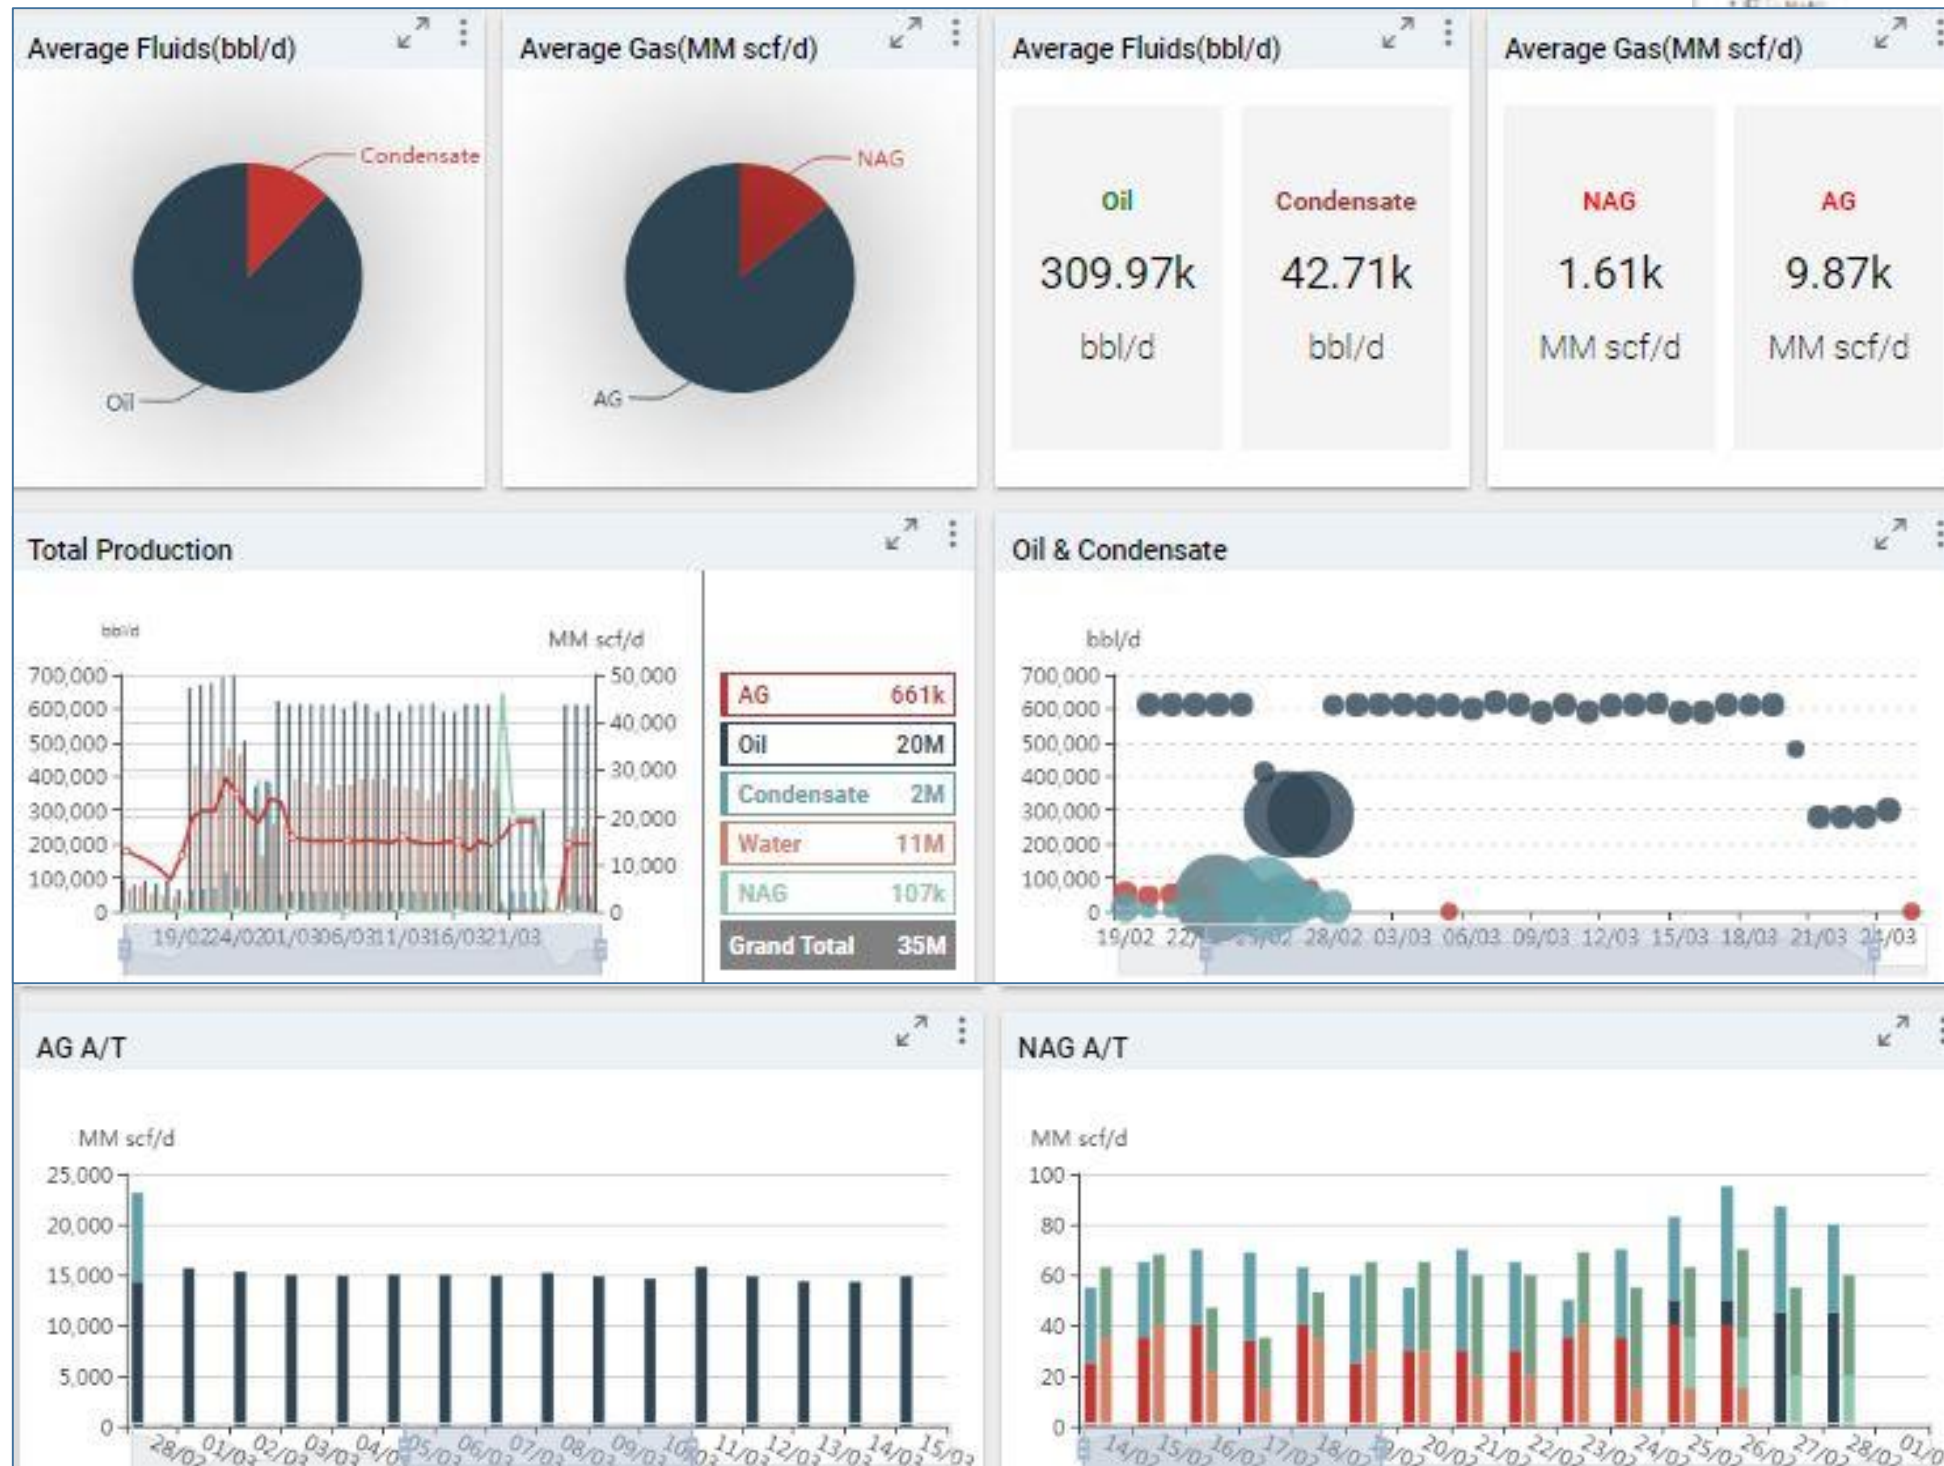 Average Fluids(bbl/d)
Condensate
Oil
Average Gas(MM scf/d)
NAG
AG
Average Fluids(bbl/d)
Oil
309.97k
bbl/d
Condensate
42.71k
bbl/d
Average Gas(MM scf/d)
NAG
1.61k
MM scf/d
AG
9.87k
MM scf/d
Total Production
bbl/d
MM scf/d
700,000
600,000
500,000
400,000
300,000
200,000
100,000
0
50,000
40,000
30,000
20,000
10,000
0
19/02 24/02 01/03 06/03 11/03 16/03 21/03
AG 661k
Oil 20M
Condensate 2M
Water 11M
NAG 107k
Grand Total 35M
Oil & Condensate
bbl/d
700,000
600,000
500,000
400,000
300,000
200,000
100,000
0
19/02 28/02 03/03 06/03 09/03 12/03 15/03 18/03 21/03 24/03
AG A/T
MM scf/d
25,000
20,000
15,000
10,000
5,000
0
NAG A/T
MM scf/d
100
80
60
40
20
0